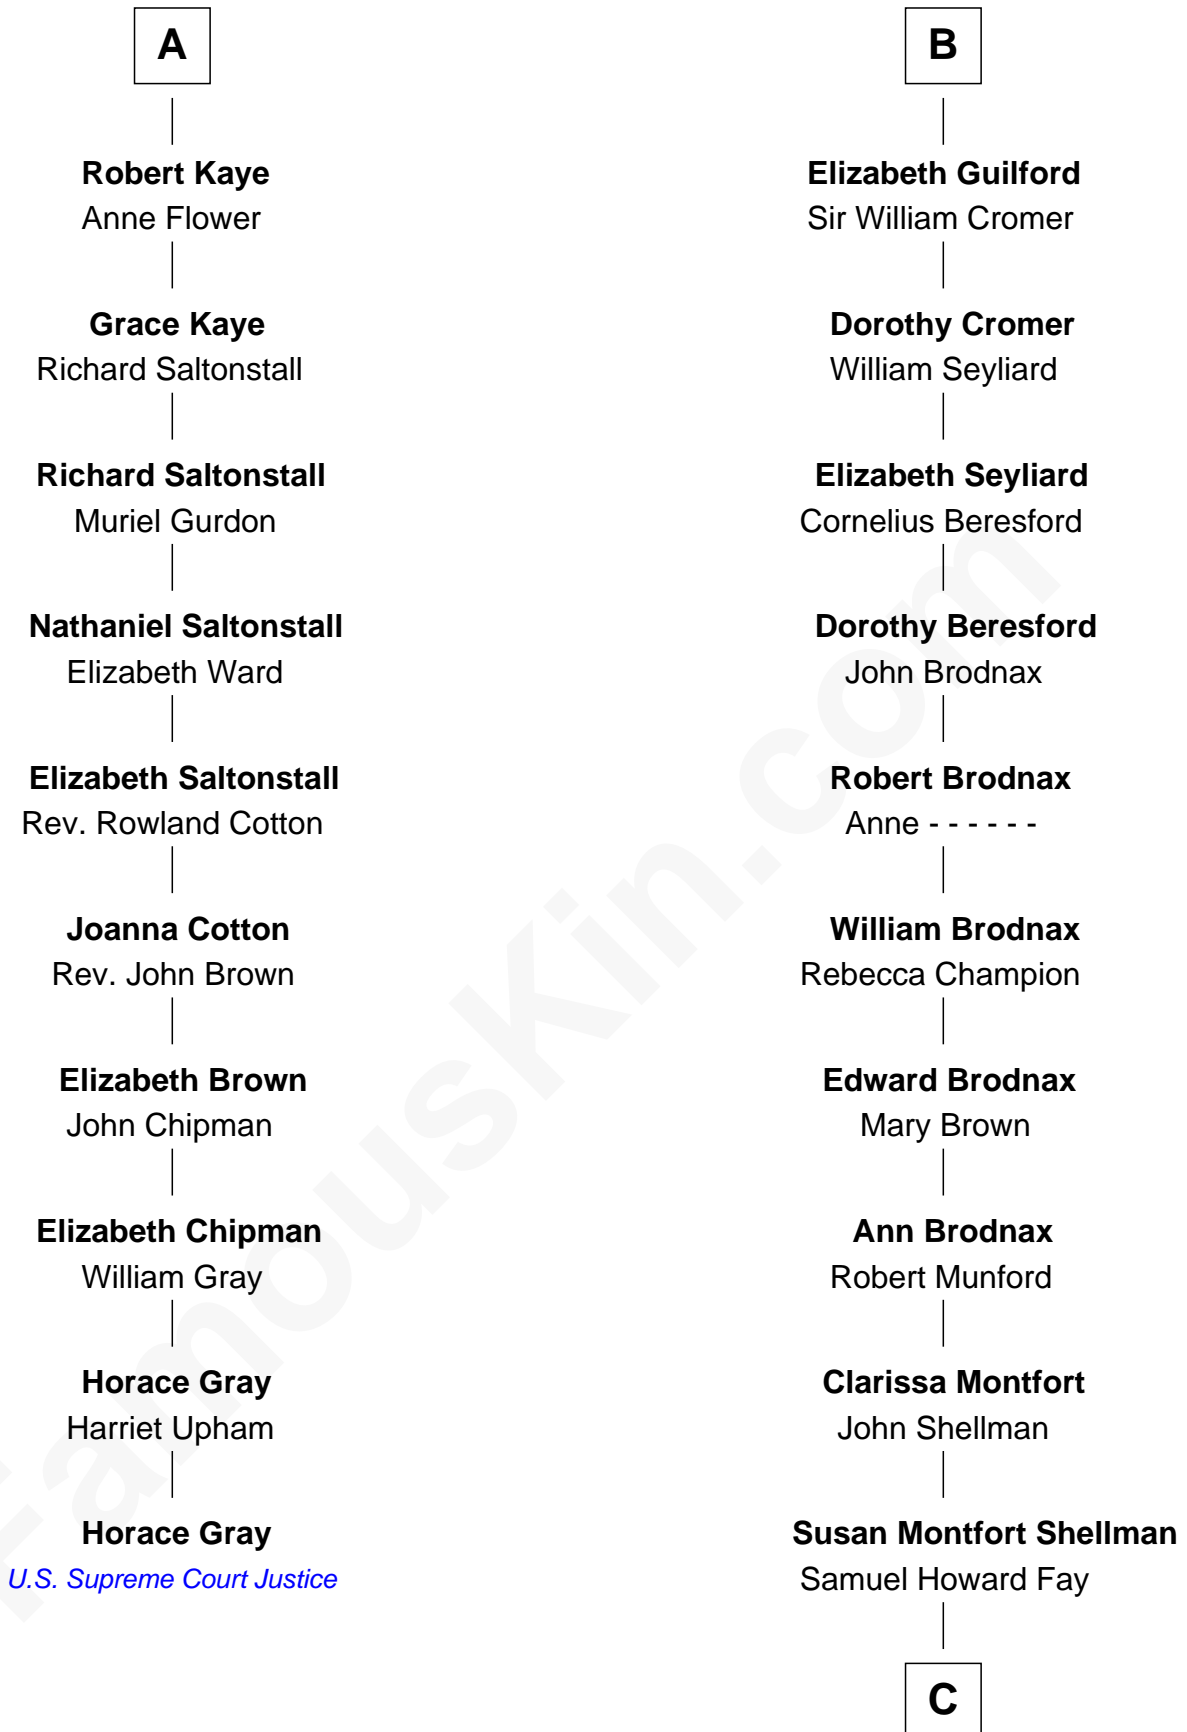 A
Robert Kaye
Anne Flower
Grace Kaye
Richard Saltonstall
Richard Saltonstall
Muriel Gurdon
Nathaniel Saltonstall
Elizabeth Ward
Elizabeth Saltonstall
Rev. Rowland Cotton
Joanna Cotton
Rev. John Brown
Elizabeth Brown
John Chipman
Elizabeth Chipman
William Gray
Horace Gray
Harriet Upham
Horace Gray
U.S. Supreme Court Justice
B
Elizabeth Guilford
Sir William Cromer
Dorothy Cromer
William Seyliard
Elizabeth Seyliard
Cornelius Beresford
Dorothy Beresford
John Brodnax
Robert Brodnax
Anne - - - - - -
William Brodnax
Rebecca Champion
Edward Brodnax
Mary Brown
Ann Brodnax
Robert Munford
Clarissa Montfort
John Shellman
Susan Montfort Shellman
Samuel Howard Fay
C
FamousKin.com